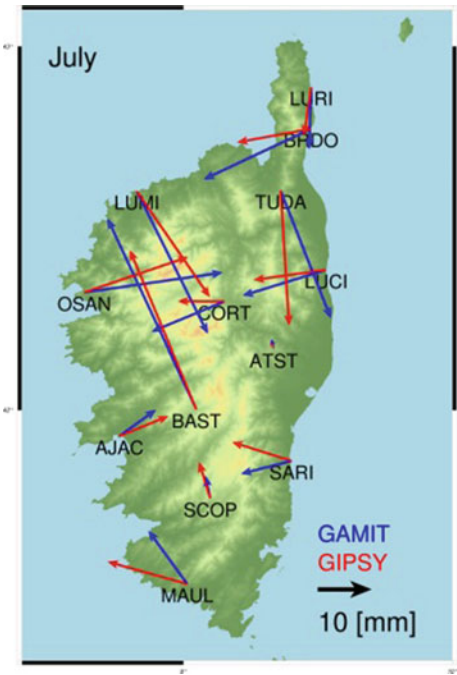 July
LURI
BRDO
LUMI
TUDA
LUCI
OSAN
CORT
ATST
BAST
AJAC
SARI
SCOP
GAMIT
GIPSY
MAUL
10 [mm]